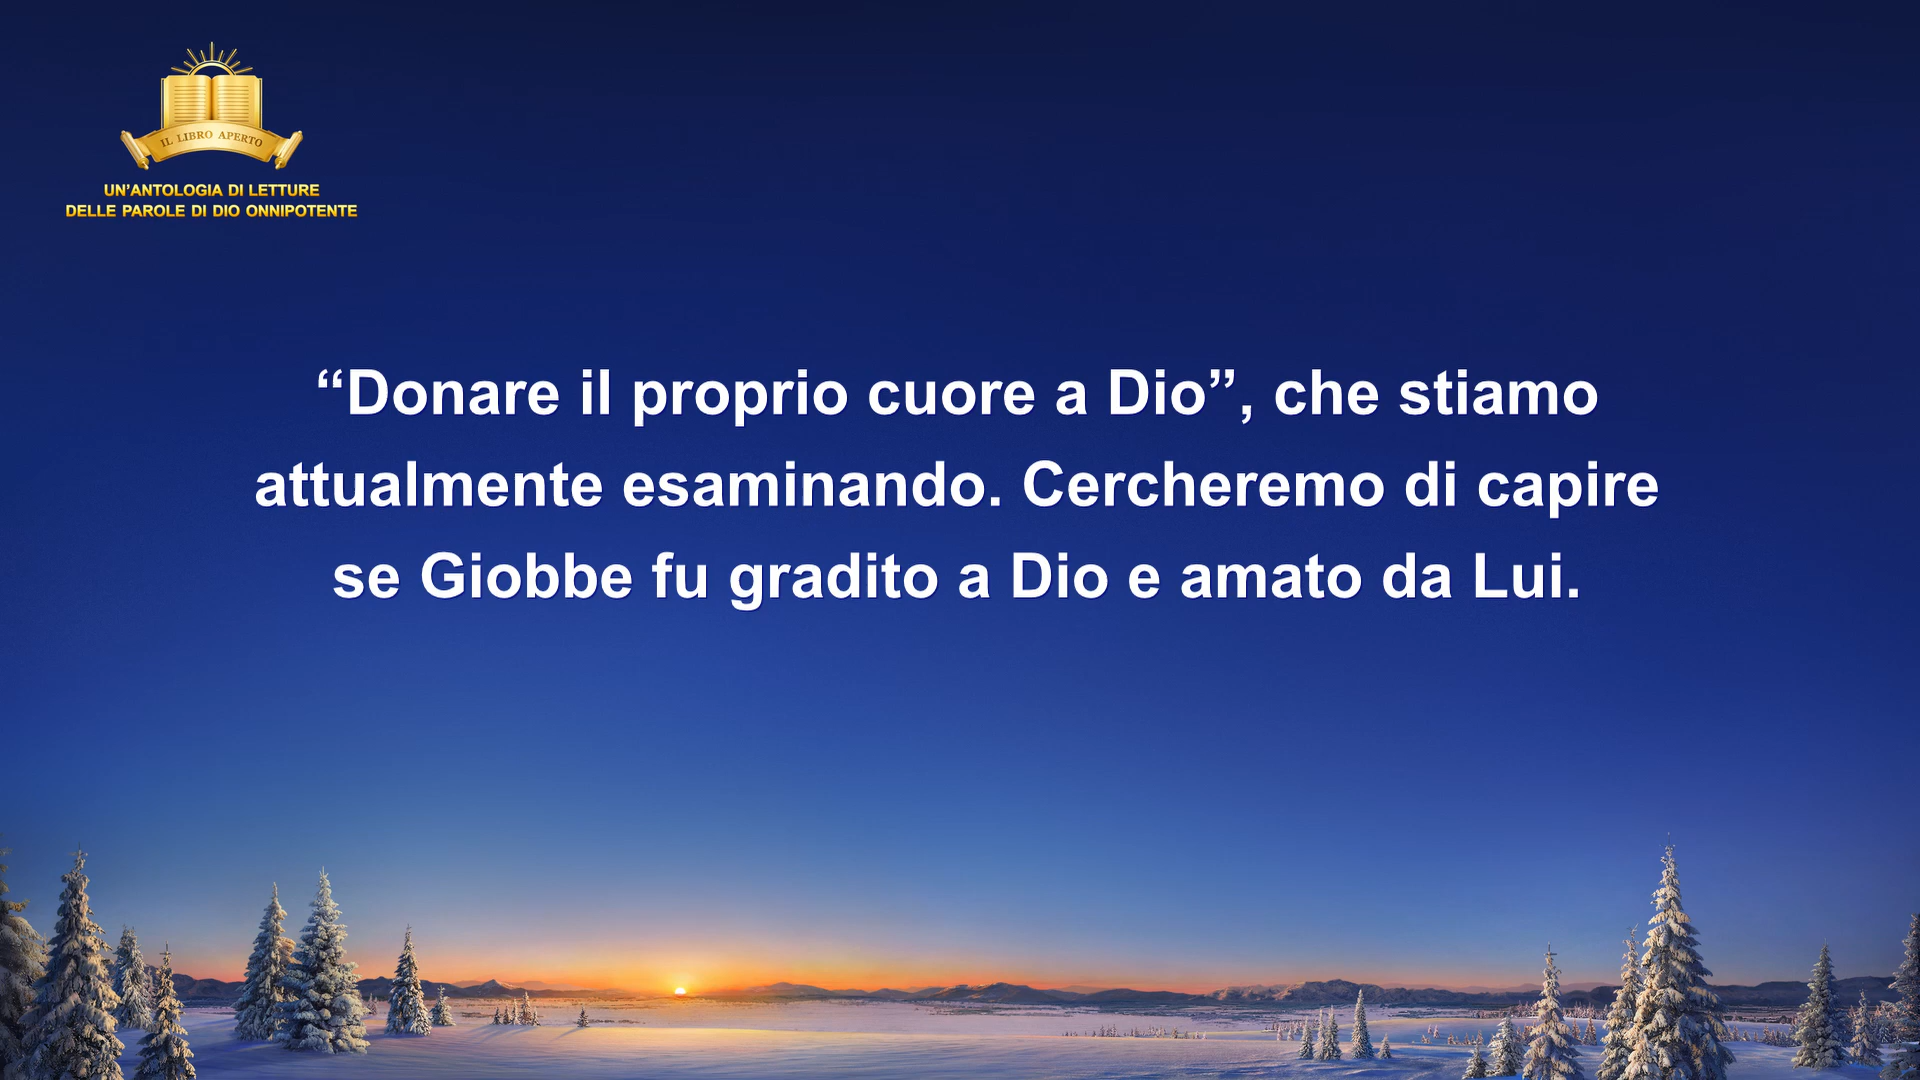 IL LIBRO APERTO
UN’ANTOLOGIA DI LETTURE
DELLE PAROLE DI DIO ONNIPOTENTE
“Donare il proprio cuore a Dio”, che stiamo
attualmente esaminando. Cercheremo di capire
se Giobbe fu gradito a Dio e amato da Lui.